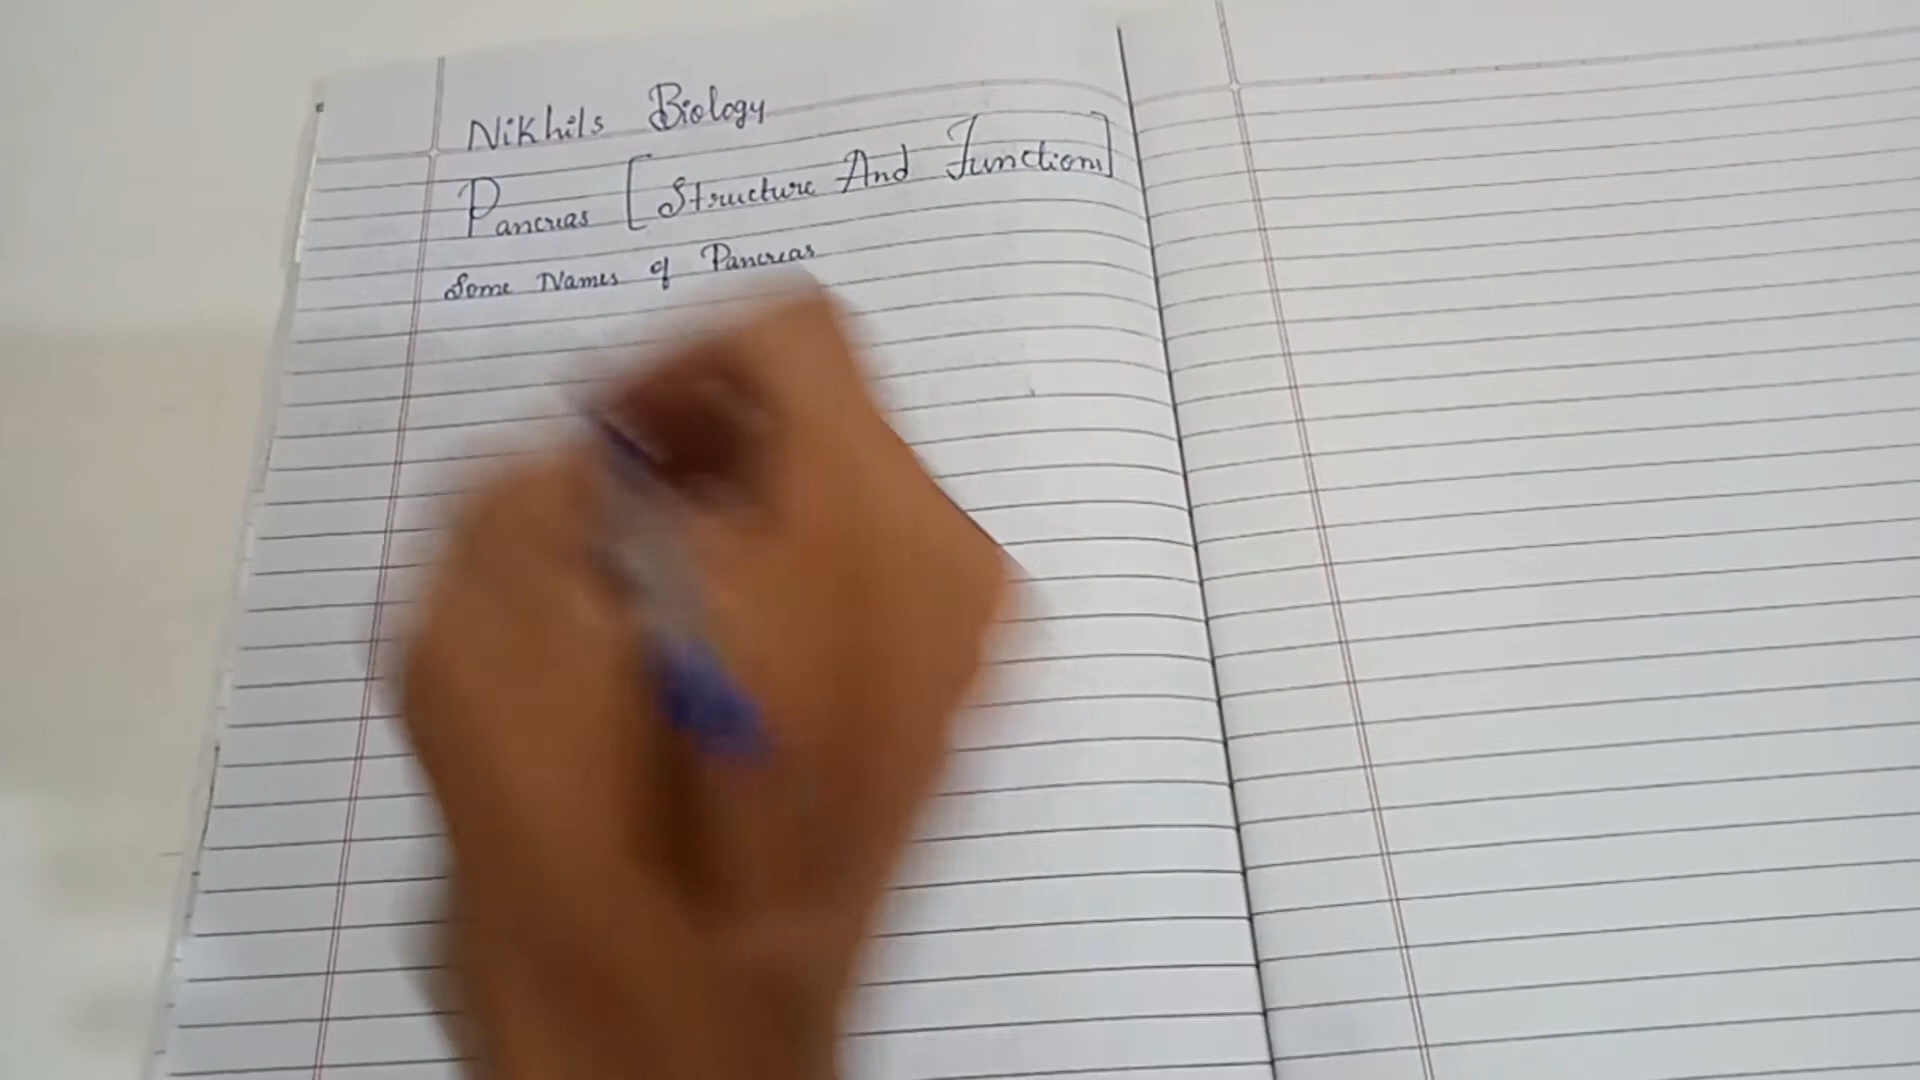 Nikhils Biology
Pancreas [Structure And Function]
Some Names of Pancreas